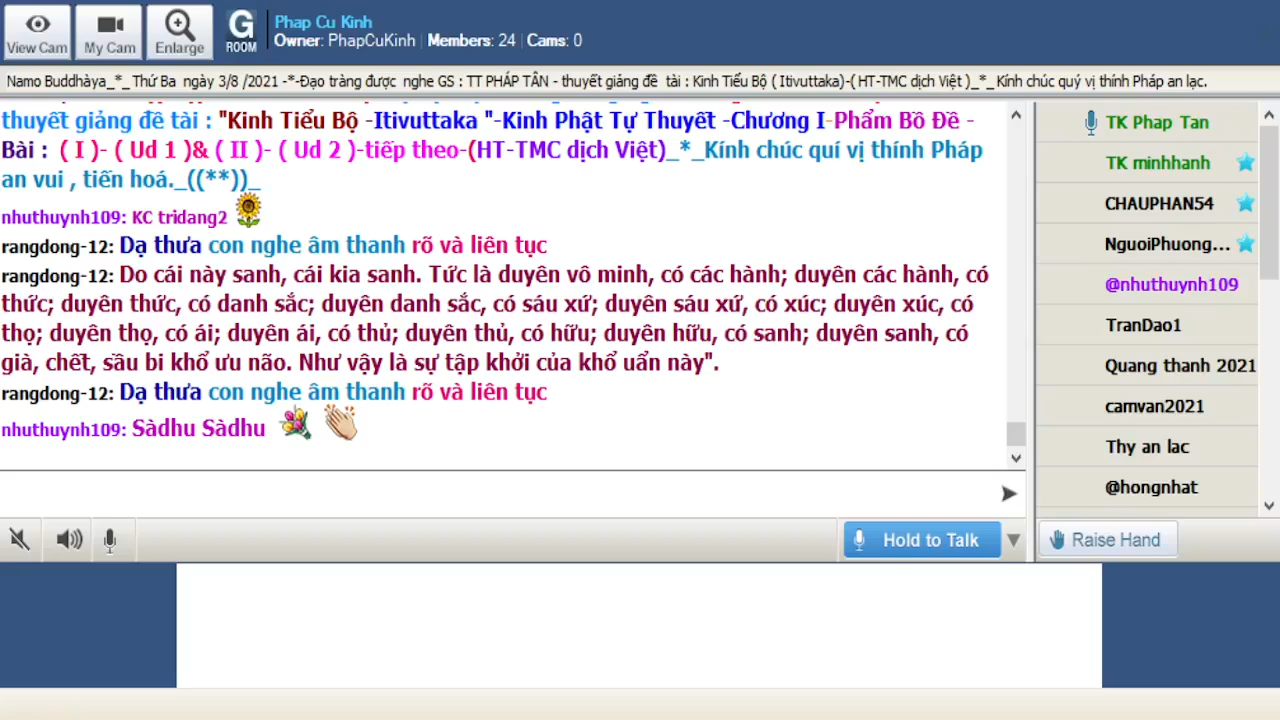 View Cam
My Cam
Enlarge
G
ROOM
Phap Cu Kinh
Owner: PhapCuKinh | Members: 24 | Cams: 0
Namo Buddhàya_*_Thứ Ba ngày 3/8 /2021 -*-Đạo tràng được nghe GS : TT PHÁP TÂN - thuyết giảng đề tài : Kinh Tiểu Bộ ( Itivuttaka)-( HT-TMC dịch Việt )_*_Kính chúc quý vị thính Pháp an lạc.
thuyết giảng đề tài : "Kinh Tiểu Bộ -Itivuttaka "-Kinh Phật Tự Thuyết -Chương I-Phẩm Bồ Đề -
Bài : ( I )- ( Ud 1 )& ( II )- ( Ud 2 )-tiếp theo-(HT-TMC dịch Việt)_*_Kính chúc quí vị thính Pháp
an vui , tiến hoá._((**))_
nhuthuynh109: KC tridang2
rangdong-12: Dạ thưa con nghe âm thanh rõ và liên tục
rangdong-12: Do cái này sanh, cái kia sanh. Tức là duyên vô minh, có các hành; duyên các hành, có
thức; duyên thức, có danh sắc; duyên danh sắc, có sáu xứ; duyên sáu xứ, có xúc; duyên xúc, có
thọ; duyên thọ, có ái; duyên ái, có thủ; duyên thủ, có hữu; duyên hữu, có sanh; duyên sanh, có
già, chết, sầu bi khổ ưu não. Như vậy là sự tập khởi của khổ uẩn này".
rangdong-12: Dạ thưa con nghe âm thanh rõ và liên tục
nhuthuynh109: Sàdhu Sàdhu
TK Phap Tan
TK minhhanh
CHAUPHAN54
NguoiPhuong...
@nhuthuynh109
TranDao1
Quang thanh 2021
camvan2021
Thy an lac
@hongnhat
Hold to Talk
Raise Hand